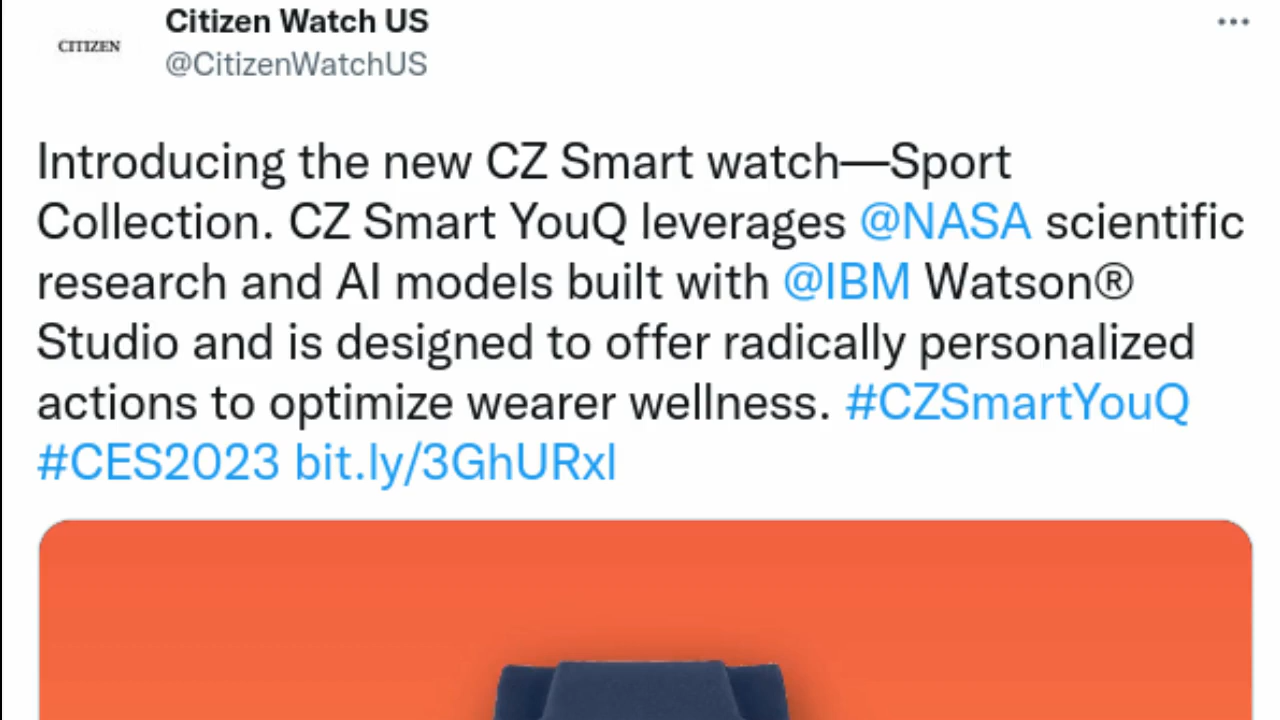 Citizen Watch US
CITIZEN
@CitizenWatchUS
Introducing the new CZ Smart watch—Sport
Collection. CZ Smart YouQ leverages @NASA scientific
research and AI models built with @IBM Watson®
Studio and is designed to offer radically personalized
actions to optimize wearer wellness. #CZSmartYouQ
#CES2023 bit.ly/3GhURxl